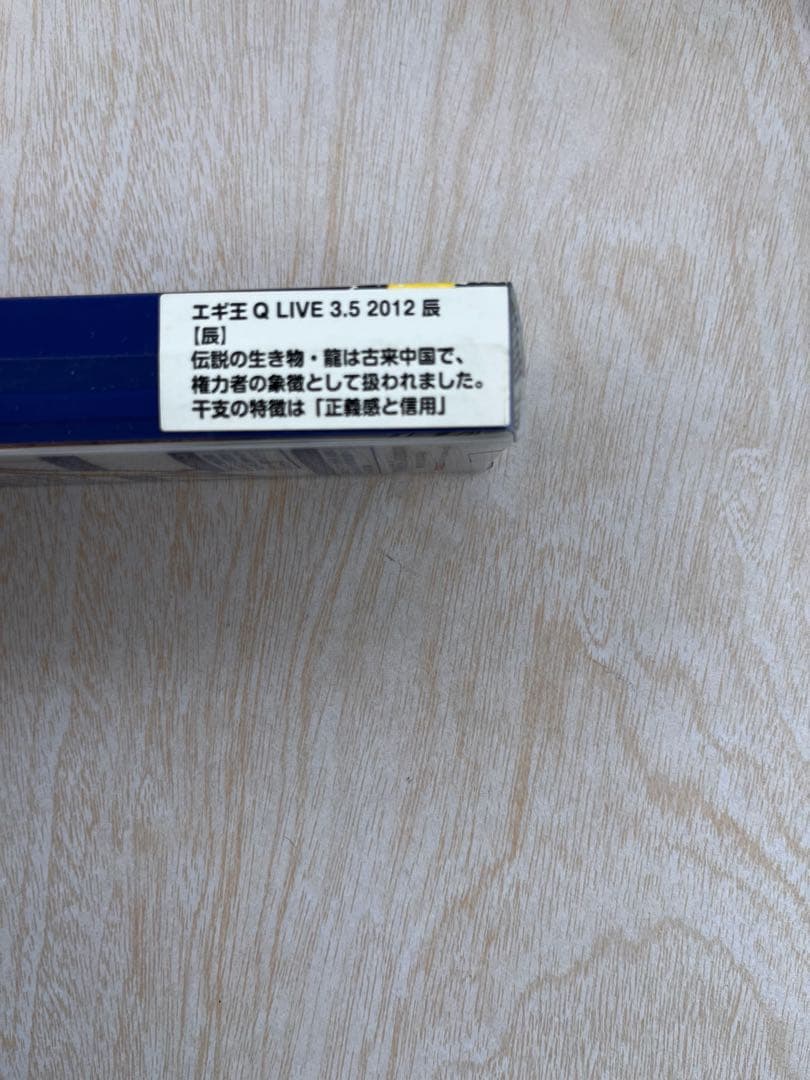 エギ王 Q LIVE 3.5 2012 辰
【辰】
伝説の生き物・龍は古来中国で、
権力者の象徴として扱われました。
干支の特徴は「正義感と信用」